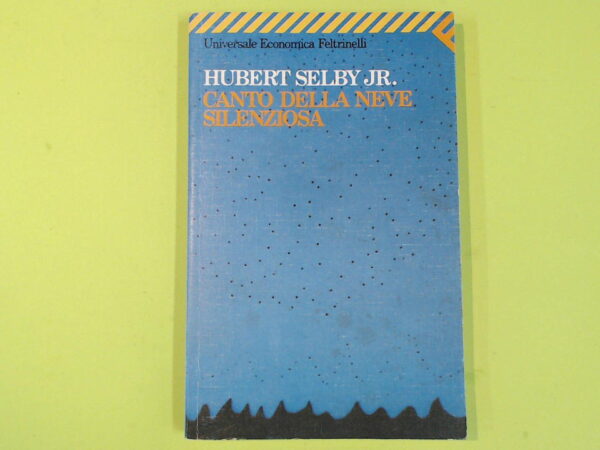 Universale Economica Feltrinelli
HUBERT SELBY JR.
CANTO DELLA NEVE
SILENZIOSA